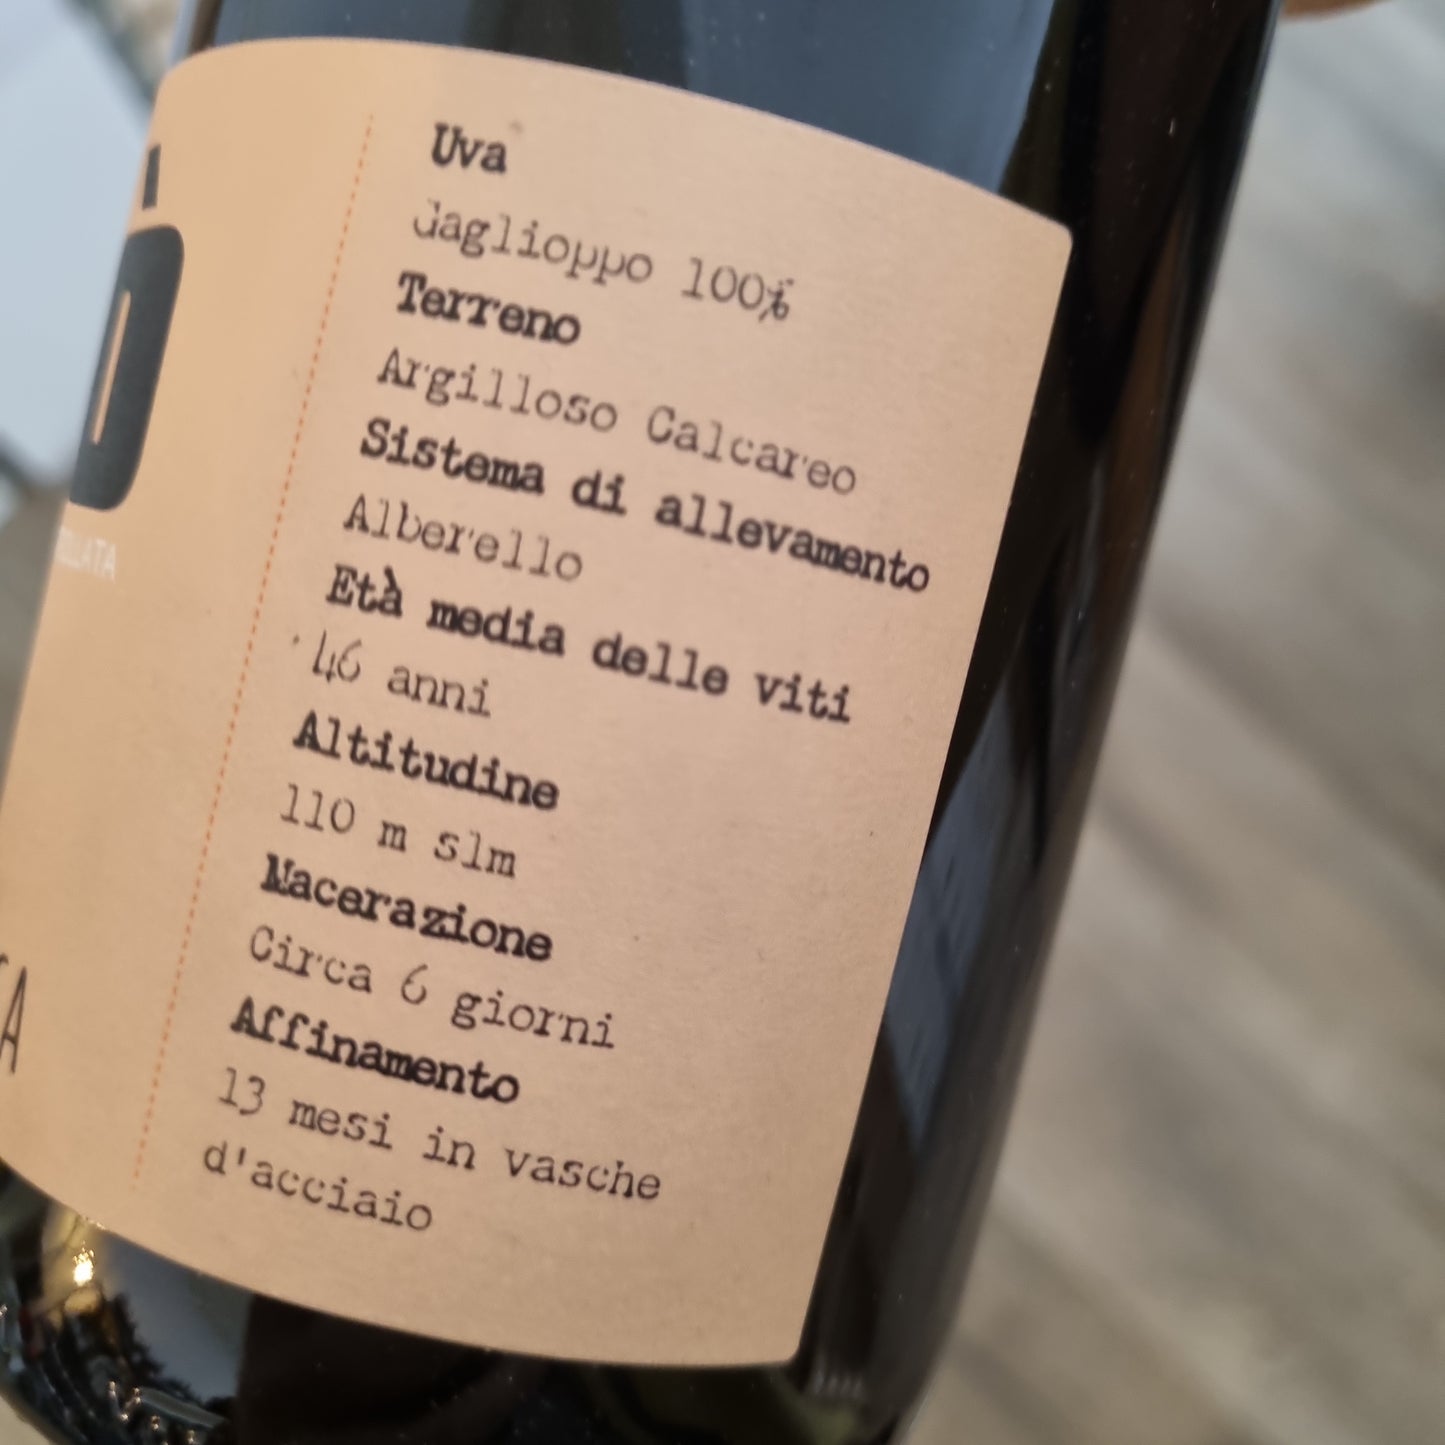 Uva
Gaglioppo 100%
Terreno
Argilloso Calcareo
Sistema di allevamento
Alberello
Età media delle viti
46 anni
Altitudine
110 m slm
Macerazione
Circa 6 giorni
Affinamento
13 mesi in vasche
d'acciaio